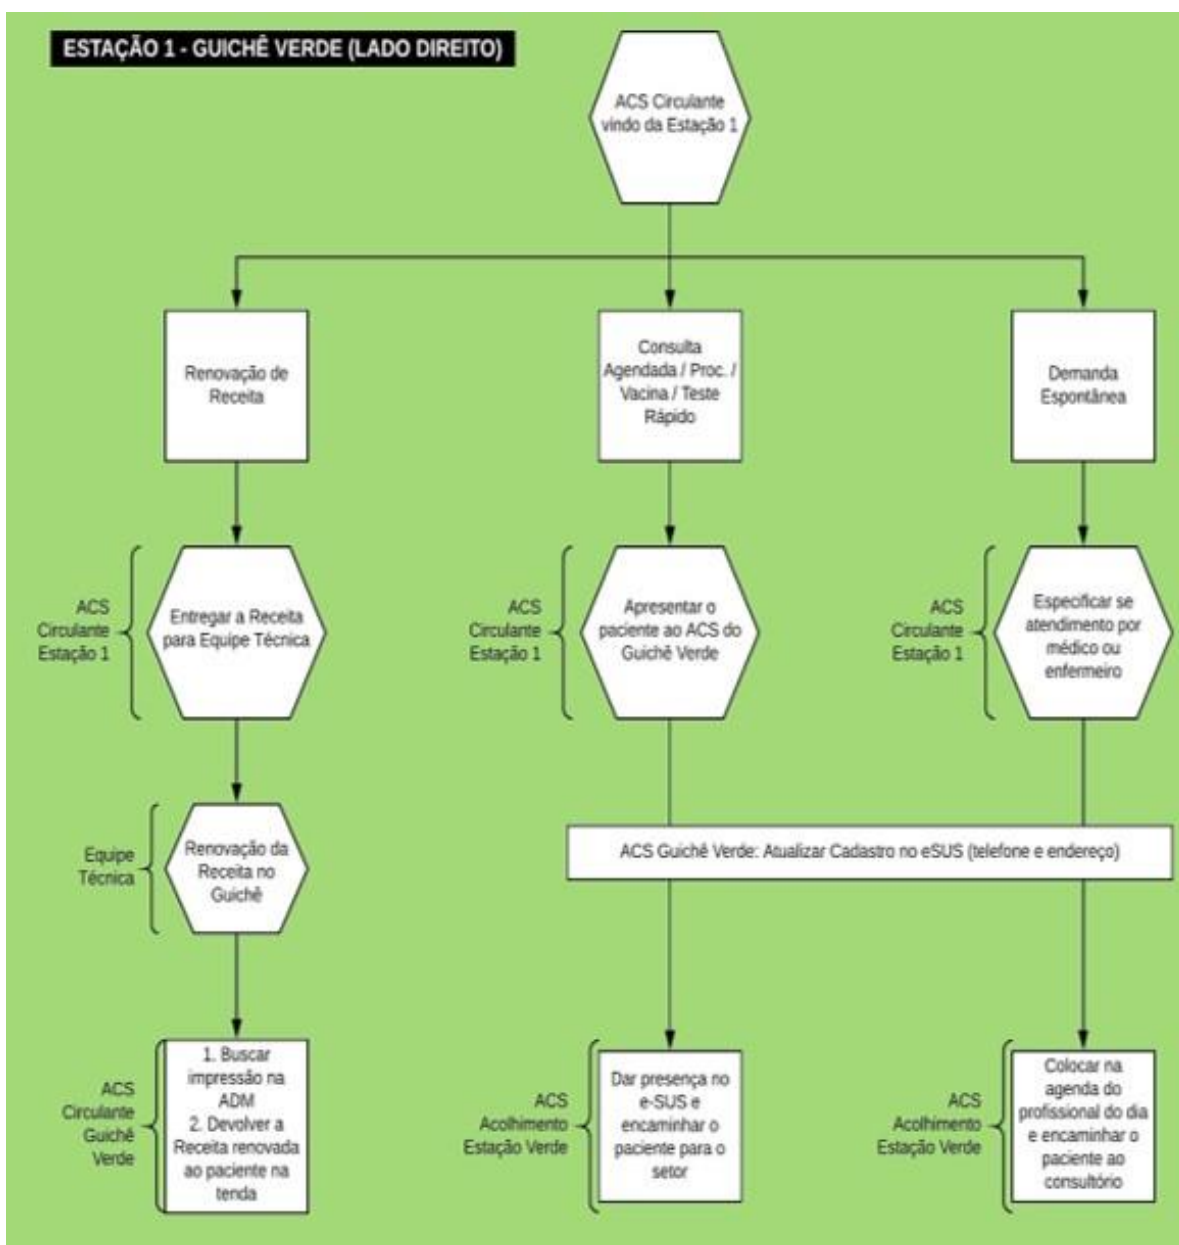 ESTAÇÃO 1 - GUICHÊ VERDE (LADO DIREITO)
ACS Circulante
vindo da Estação 1
Renovação de
Receita
Consulta
Agendada / Proc. /
Vacina / Teste
Rápido
Demanda
Espontânea
ACS
Circulante
Estação 1
Entregar a Receita
para Equipe Técnica
ACS
Circulante
Estação 1
Apresentar o
paciente ao ACS do
Guichê Verde
ACS
Circulante
Estação 1
Especificar se
atendimento por
médico ou
enfermeiro
Equipe
Técnica
Renovação da
Receita no
Guichê
ACS Guichê Verde: Atualizar Cadastro no eSUS (telefone e endereço)
ACS
Circulante
Guichê
Verde
1. Buscar
impressão na
ADM
2. Devolver a
Receita renovada
ao paciente na
tenda
ACS
Acolhimento
Estação Verde
Dar presença no
e-SUS e
encaminhar o
paciente para o
setor
ACS
Acolhimento
Estação Verde
Colocar na
agenda do
profissional do dia
e encaminhar o
paciente ao
consultório